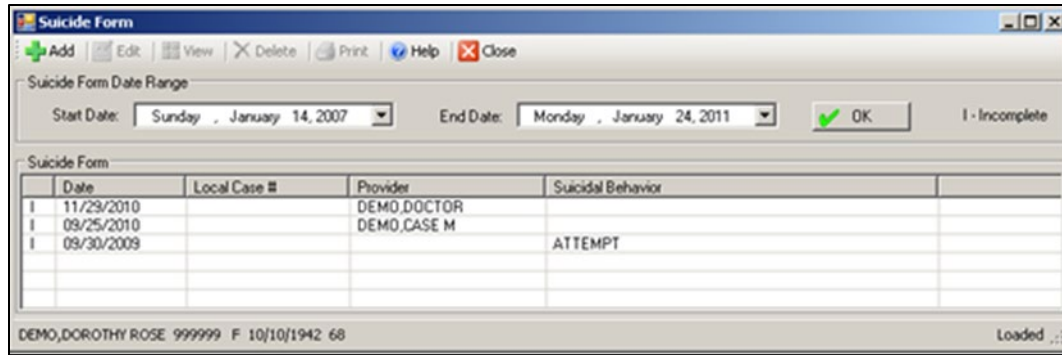 Suicide Form
Add Edit View Delete Print Help Close
Suicide Form Date Range
Start Date: Sunday , January 14, 2007 End Date: Monday , January 24, 2011 OK I - Incomplete
Suicide Form
Date Local Case # Provider Suicidal Behavior
I 11/29/2010 DEMO,DOCTOR
I 09/25/2010 DEMO,CASE M
I 09/30/2009 ATTEMPT
DEMO,DOROTHY ROSE 999999 F 10/10/1942 68 Loaded